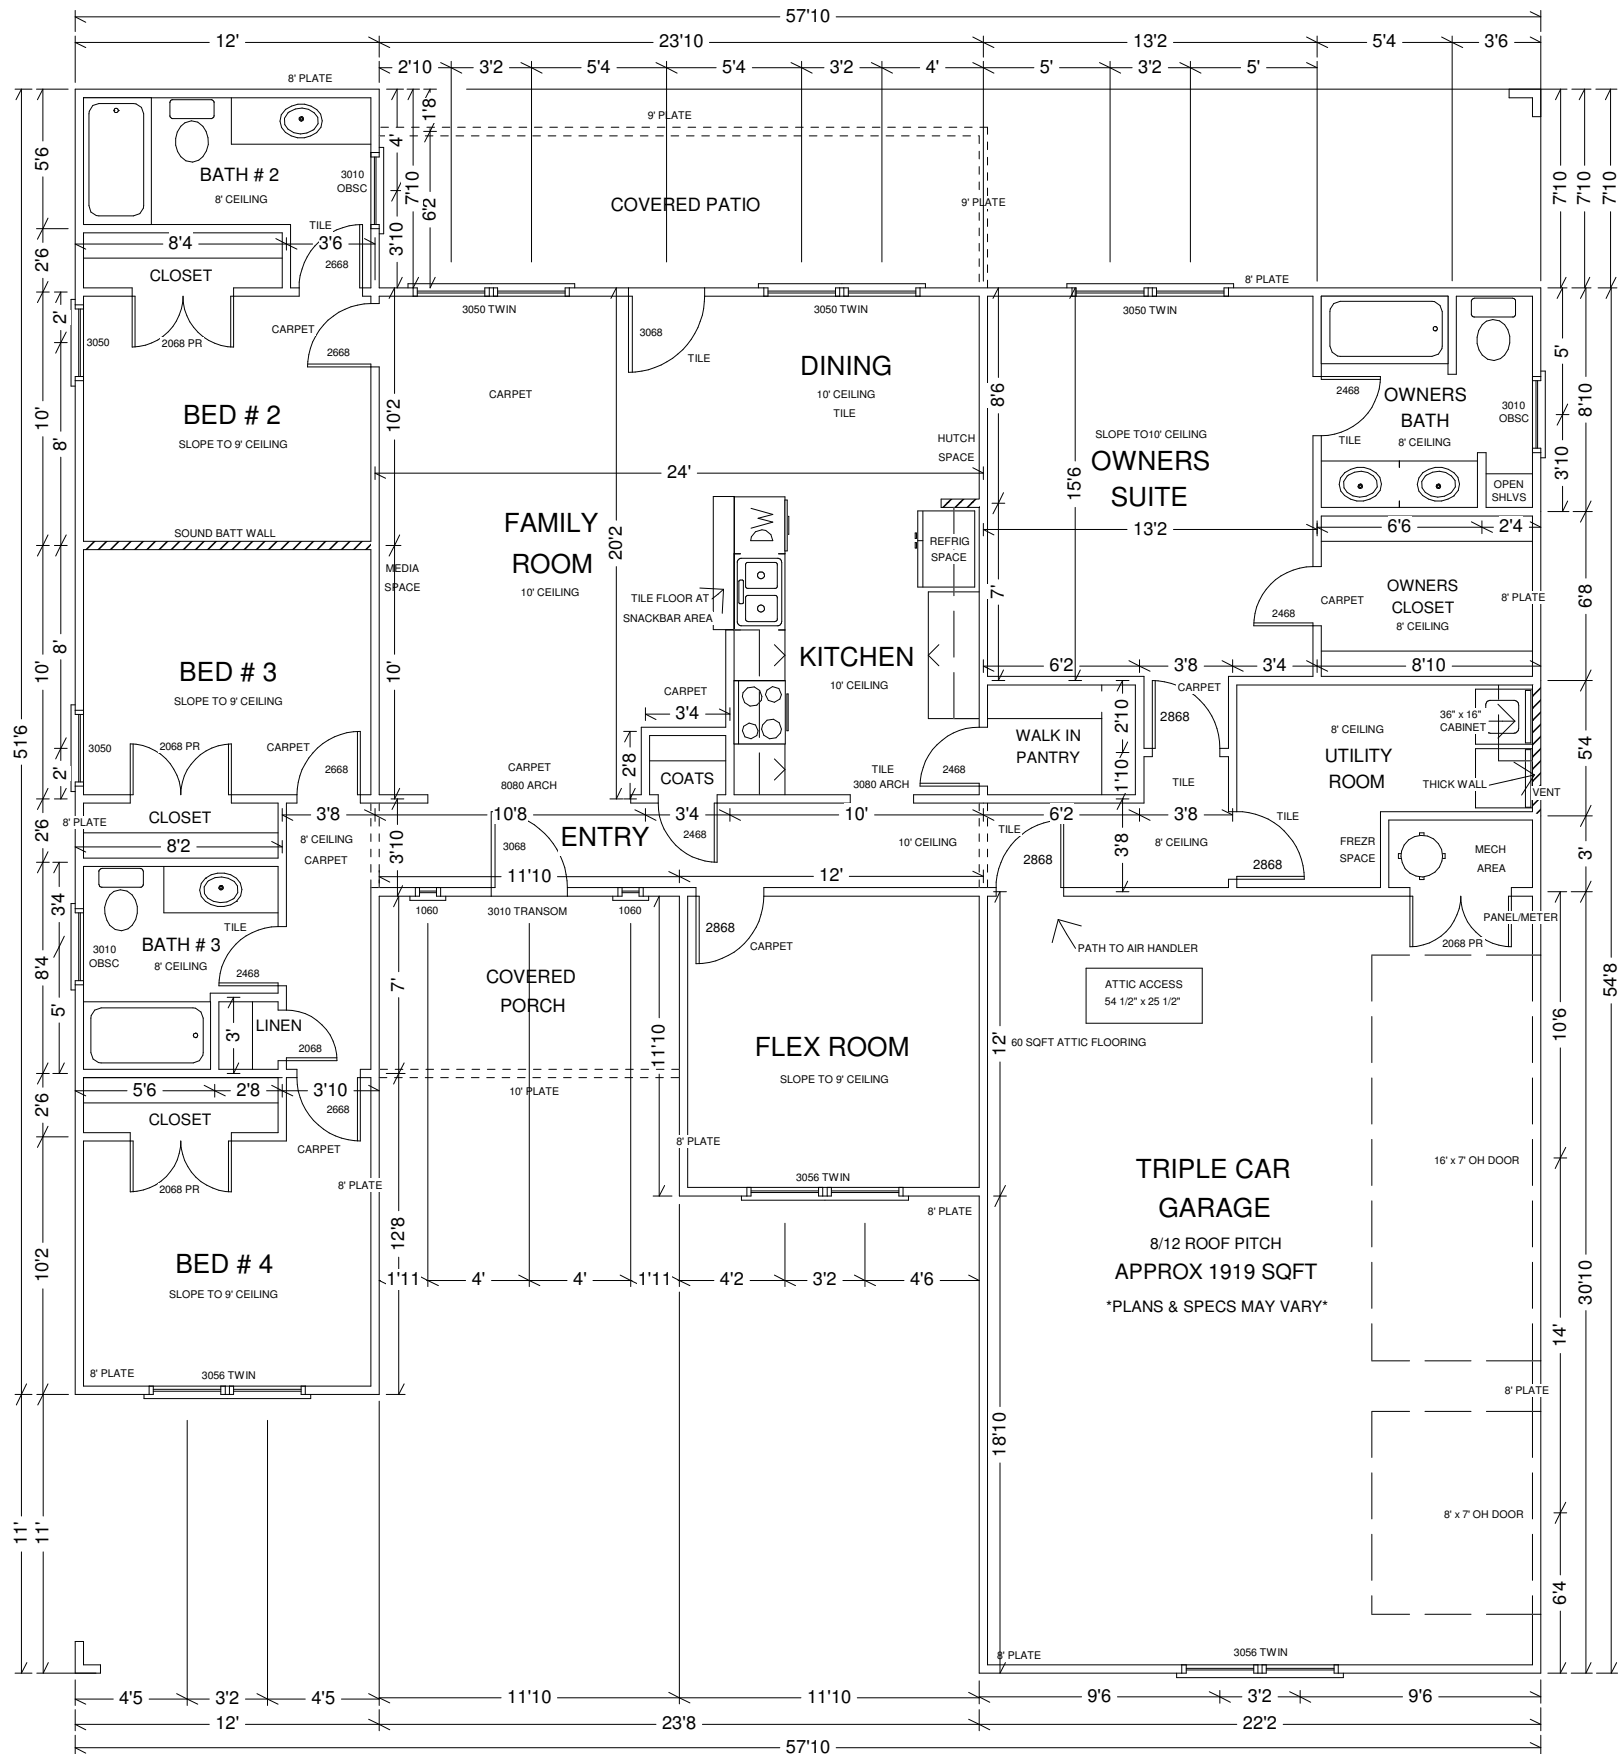 57'10
12'
23'10
13'2
5'4
3'6
2'10
3'2
5'4
5'4
3'2
4'
5'
3'2
5'
8' PLATE
1'8
9' PLATE
4'
5'6
BATH # 2
8' CEILING
3010
OBSC
7'10
6'2
COVERED PATIO
9' PLATE
7'10
7'10
7'10
TILE
8'4
3'6
3'10
2'6
CLOSET
2668
8' PLATE
2'
3050
2068 PR
CARPET
2668
3050 TWIN
3068
TILE
3050 TWIN
3050 TWIN
DINING
10' CEILING
TILE
CARPET
8'6
2468
OWNERS
BATH
8' CEILING
TILE
3010
OBSC
5'
8'10
10'
8'
BED # 2
SLOPE TO 9' CEILING
10'2
HUTCH
SPACE
SLOPE TO10' CEILING
OWNERS
SUITE
15'6
3'10
24'
OPEN
SHLVS
SOUND BATT WALL
FAMILY
ROOM
10' CEILING
20'2
DW
REFRIG
SPACE
13'2
6'6
2'4
MEDIA
SPACE
TILE FLOOR AT
SNACKBAR AREA
7'
2468
CARPET
OWNERS
CLOSET
8' CEILING
8' PLATE
6'8
8'
10'
BED # 3
SLOPE TO 9' CEILING
10'
KITCHEN
10' CEILING
6'2
3'8
3'4
8'10
CARPET
CARPET
3'4
2868
2'10
8' CEILING
36" x 16"
CABINET
51'6
3050
2068 PR
CARPET
2668
2'
CARPET
8080 ARCH
2'8
COATS
TILE
3080 ARCH
2468
WALK IN
PANTRY
1'10
TILE
UTILITY
ROOM
THICK WALL
VENT
5'4
8' PLATE
CLOSET
3'8
10'8
3'4
10'
6'2
3'8
TILE
2'6
8'2
8' CEILING
CARPET
3'10
3068
ENTRY
2468
10' CEILING
TILE
2868
3'8
8' CEILING
2868
FREZR
SPACE
MECH
AREA
3'
11'10
12'
3'4
1060
3010 TRANSOM
1060
2868
CARPET
PANEL/METER
2068 PR
3010
OBSC
BATH # 3
8' CEILING
TILE
2468
8'4
5'
COVERED
PORCH
7'
PATH TO AIR HANDLER
ATTIC ACCESS
54 1/2" x 25 1/2"
54'8
3'
LINEN
2068
11'10
FLEX ROOM
SLOPE TO 9' CEILING
12'
60 SQFT ATTIC FLOORING
10'6
5'6
2'8
3'10
10' PLATE
2'6
CLOSET
2668
CARPET
8' PLATE
2068 PR
8' PLATE
3056 TWIN
8' PLATE
16' x 7' OH DOOR
TRIPLE CAR
GARAGE
8/12 ROOF PITCH
APPROX 1919 SQFT
*PLANS & SPECS MAY VARY*
10'2
BED # 4
SLOPE TO 9' CEILING
12'8
1'11
4'
4'
1'11
4'2
3'2
4'6
30'10
14'
8' PLATE
3056 TWIN
8' PLATE
18'10
11'
11'
8' x 7' OH DOOR
6'4
8' PLATE
3056 TWIN
4'5
3'2
4'5
11'10
11'10
9'6
3'2
9'6
12'
23'8
22'2
57'10